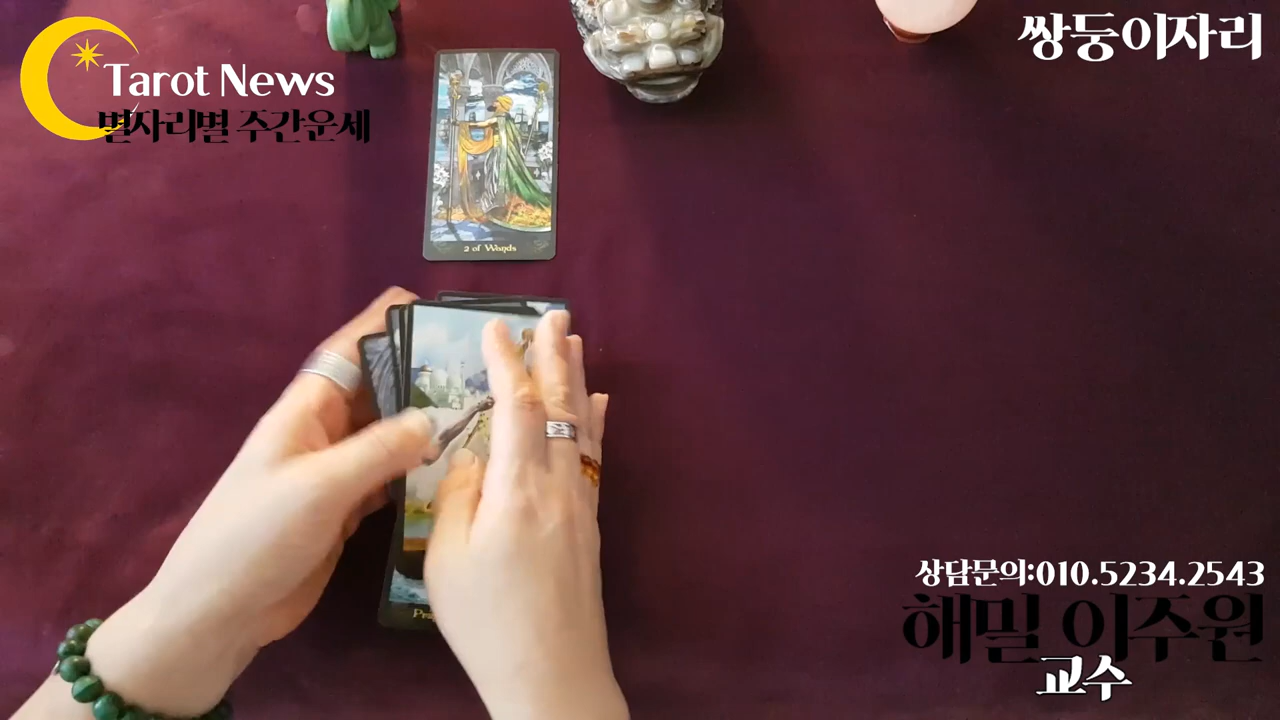 Tarot News
별자리별 주간운세
쌍둥이자리
2 of Wands
상담문의:010.5234.2543
해밀 이주원
교수